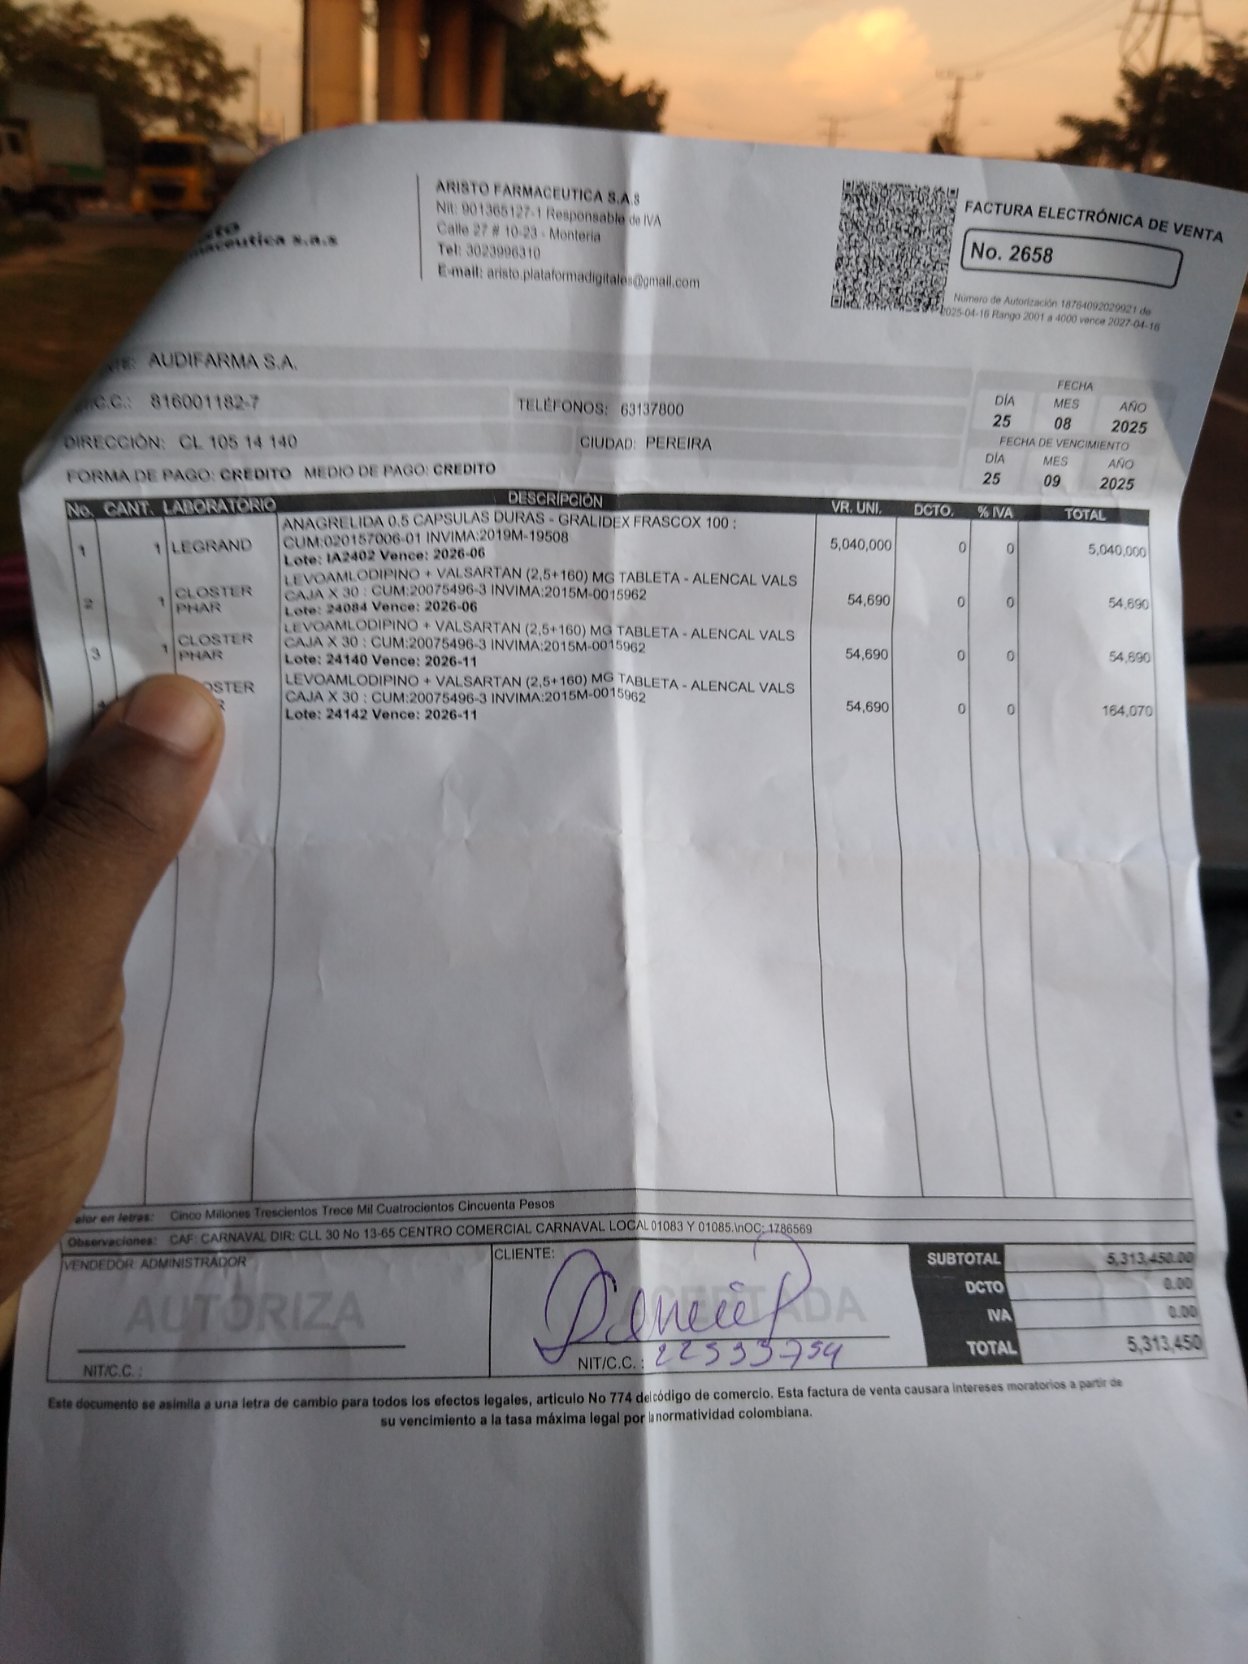 ARISTO FARMACEUTICA S.A.S
Nit: 901365127-1 Responsable de IVA
Calle 27 # 10-23 - Monteria
Tel: 3023996310
E-mail: aristo.plataformadigitales@gmail.com
s.a.s
FACTURA ELECTRÓNICA DE VENTA
No. 2658
Número de Autorización 18764092029921 de
2025-04-16 Rango 2001 a 4000 vence 2027-04-16
AUDIFARMA S.A.
C.C.: 816001182-7
TELÉFONOS: 63137800
DIRECCIÓN: CL 105 14 140
CIUDAD: PEREIRA
FECHA
DÍA MES AÑO
25 08 2025
FECHA DE VENCIMIENTO
DÍA MES AÑO
25 09 2025
FORMA DE PAGO: CREDITO MEDIO DE PAGO: CREDITO
No. CANT. LABORATORIO DESCRIPCIÓN VR. UNI. DCTO. % IVA TOTAL
1 1 LEGRAND ANAGRELIDA 0.5 CAPSULAS DURAS - GRALIDEX FRASCOX 100 :
CUM:020157006-01 INVIMA:2019M-19508
Lote: IA2402 Vence: 2026-06 5,040,000 0 0 5,040,000
2 1 CLOSTER PHAR LEVOAMLODIPINO + VALSARTAN (2,5+160) MG TABLETA - ALENCAL VALS
CAJA X 30 : CUM:20075496-3 INVIMA:2015M-0015962
Lote: 24084 Vence: 2026-06 54,690 0 0 54,690
3 1 CLOSTER PHAR LEVOAMLODIPINO + VALSARTAN (2,5+160) MG TABLETA - ALENCAL VALS
CAJA X 30 : CUM:20075496-3 INVIMA:2015M-0015962
Lote: 24140 Vence: 2026-11 54,690 0 0 54,690
OSTER LEVOAMLODIPINO + VALSARTAN (2,5+160) MG TABLETA - ALENCAL VALS
CAJA X 30 : CUM:20075496-3 INVIMA:2015M-0015962
Lote: 24142 Vence: 2026-11 54,690 0 0 164,070
alor en letras: Cinco Millones Trescientos Trece Mil Cuatrocientos Cincuenta Pesos
Observaciones: CAF: CARNAVAL DIR: CLL 30 No 13-65 CENTRO COMERCIAL CARNAVAL LOCAL 01083 Y 01085.\nOC: 1786569
VENDEDOR: ADMINISTRADOR
AUTORIZA
NIT/C.C. :
CLIENTE:
ACEPTADA
NIT/C.C. :
SUBTOTAL 5,313,450.00
DCTO 0.00
IVA 0.00
TOTAL 5,313,450
Este documento se asimila a una letra de cambio para todos los efectos legales, articulo No 774 del código de comercio. Esta factura de venta causara intereses moratorios a partir de
su vencimiento a la tasa máxima legal por la normatividad colombiana.